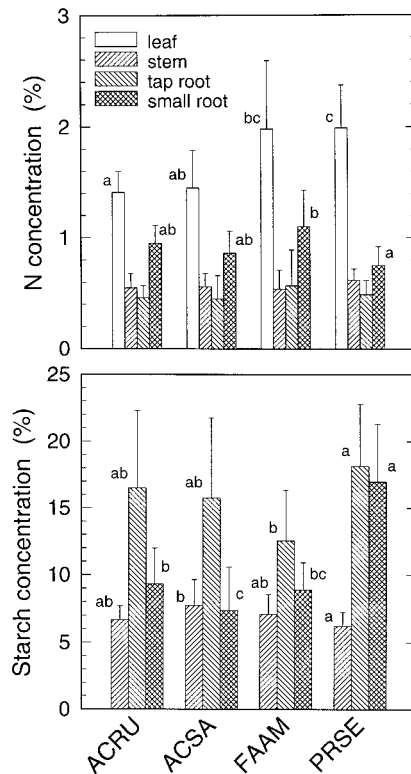 3
2
1
0
N concentration (%)
leaf
stem
tap root
small root
a
ab
ab
ab
bc
b
c
a
25
20
15
10
5
0
Starch concentration (%)
ab
ab
b
b
ab
c
ab
b
bc
a
a
a
ACRU
ACSA
FAAM
PRSE